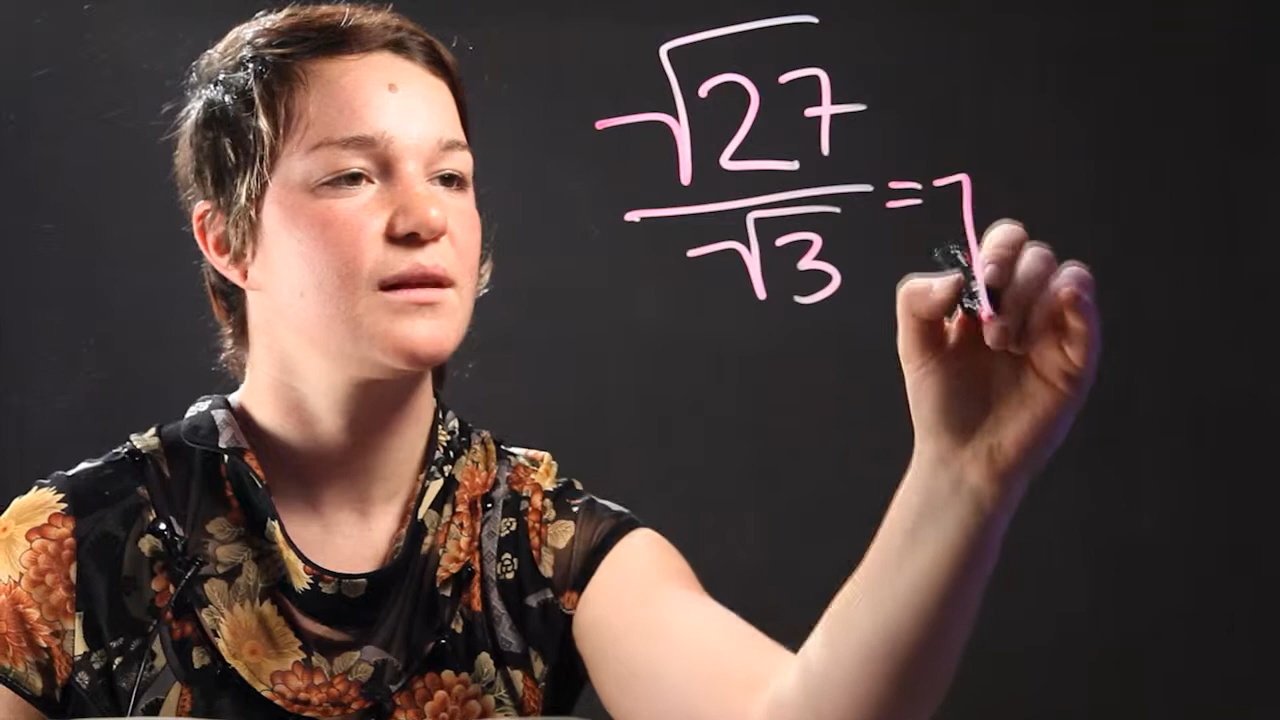 √27
√3 =